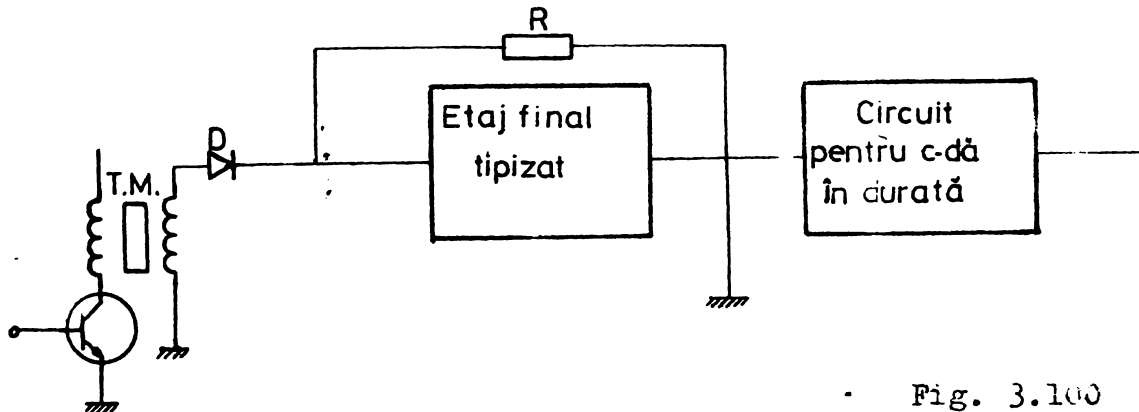 R
Etaj final
tipizat
Circuit
pentru c-dă
în durată
D
T.M.
Fig. 3.100